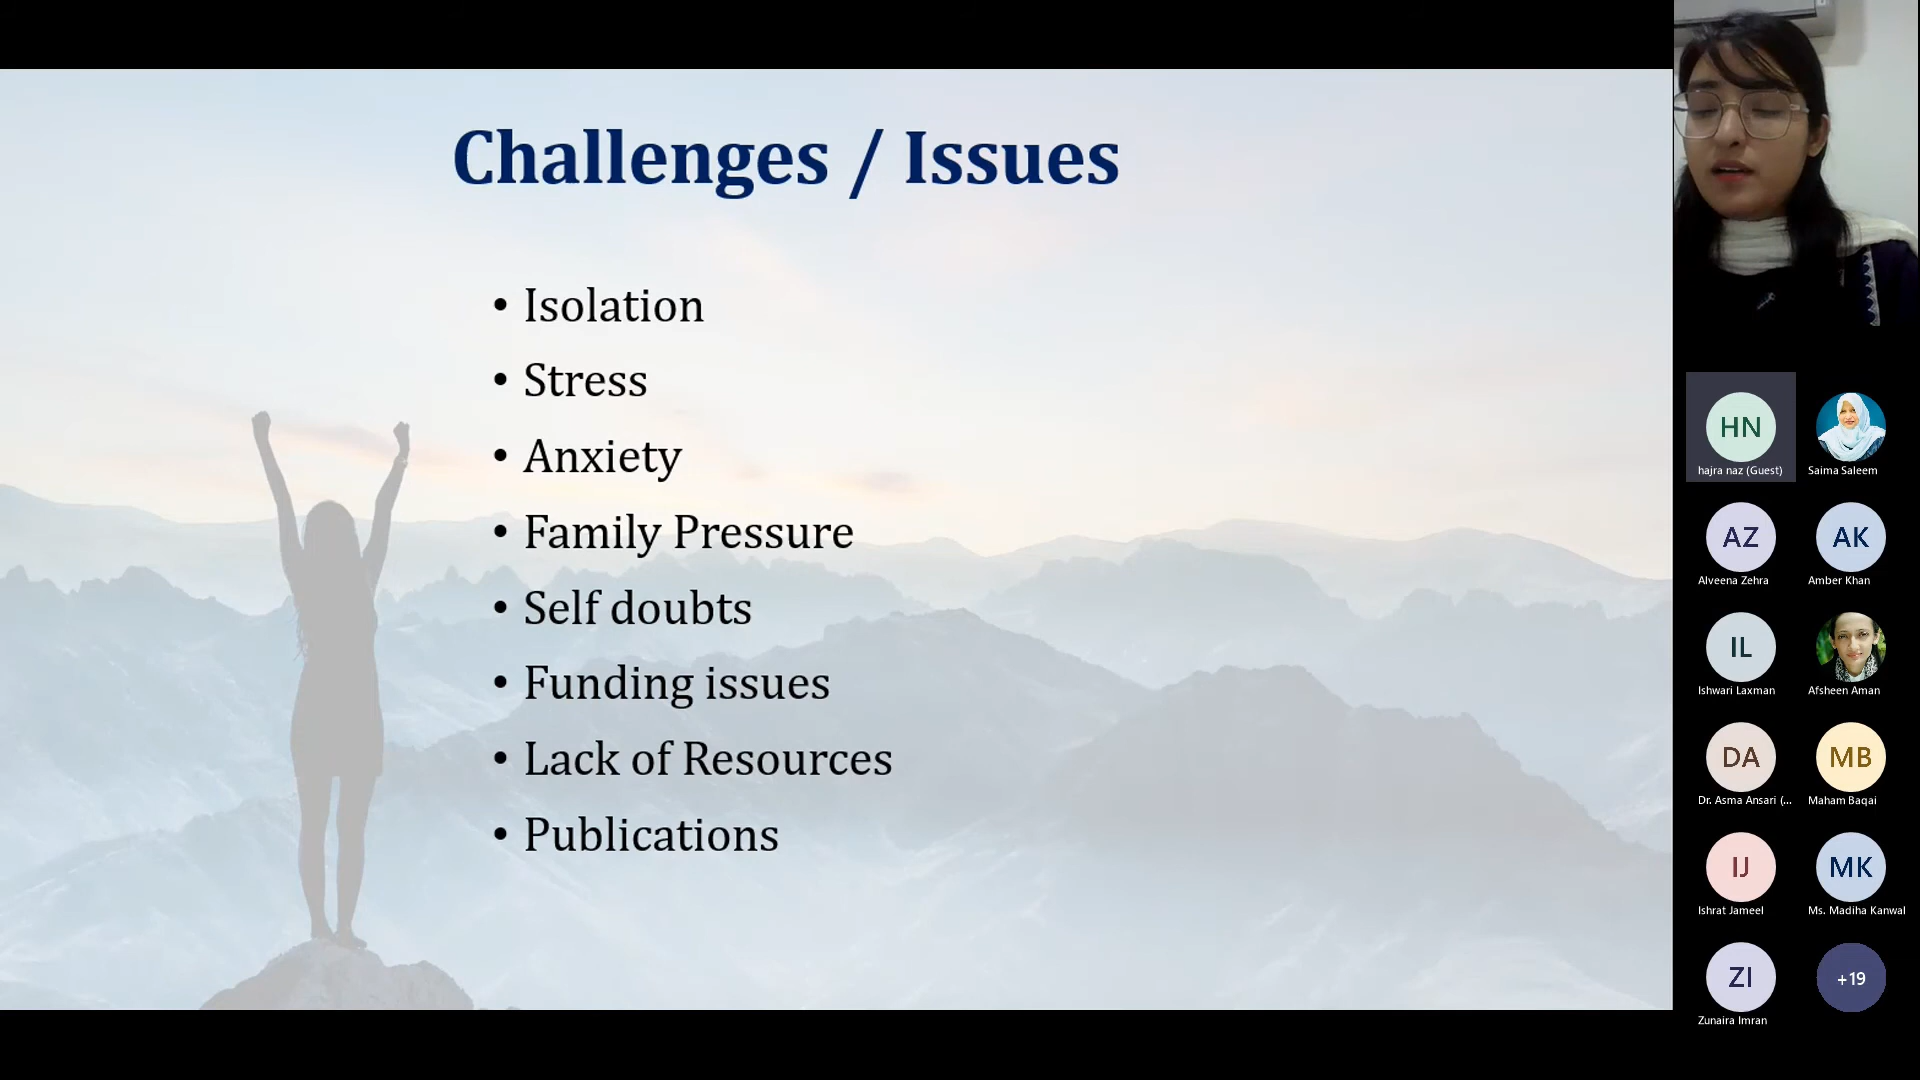 Challenges / Issues
• Isolation
• Stress
• Anxiety
• Family Pressure
• Self doubts
• Funding issues
• Lack of Resources
• Publications
HN
hajra naz (Guest)
Saima Saleem
AZ
Alveena Zehra
AK
Amber Khan
IL
Ishwari Laxman
Afsheen Aman
DA
Dr. Asma Ansari (...
MB
Maham Baqai
IJ
Ishrat Jameel
MK
Ms. Madiha Kanwal
ZI
Zunaira Imran
+19